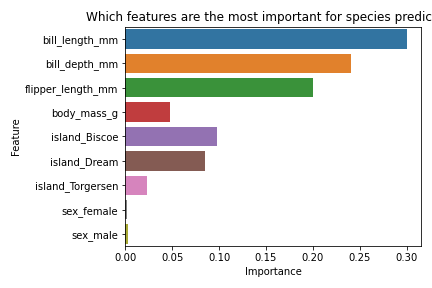 Which features are the most important for species predic
bill_length_mm
bill_depth_mm
flipper_length_mm
body_mass_g
island_Biscoe
island_Dream
island_Torgersen
sex_female
sex_male
Feature
0.00 0.05 0.10 0.15 0.20 0.25 0.30
Importance